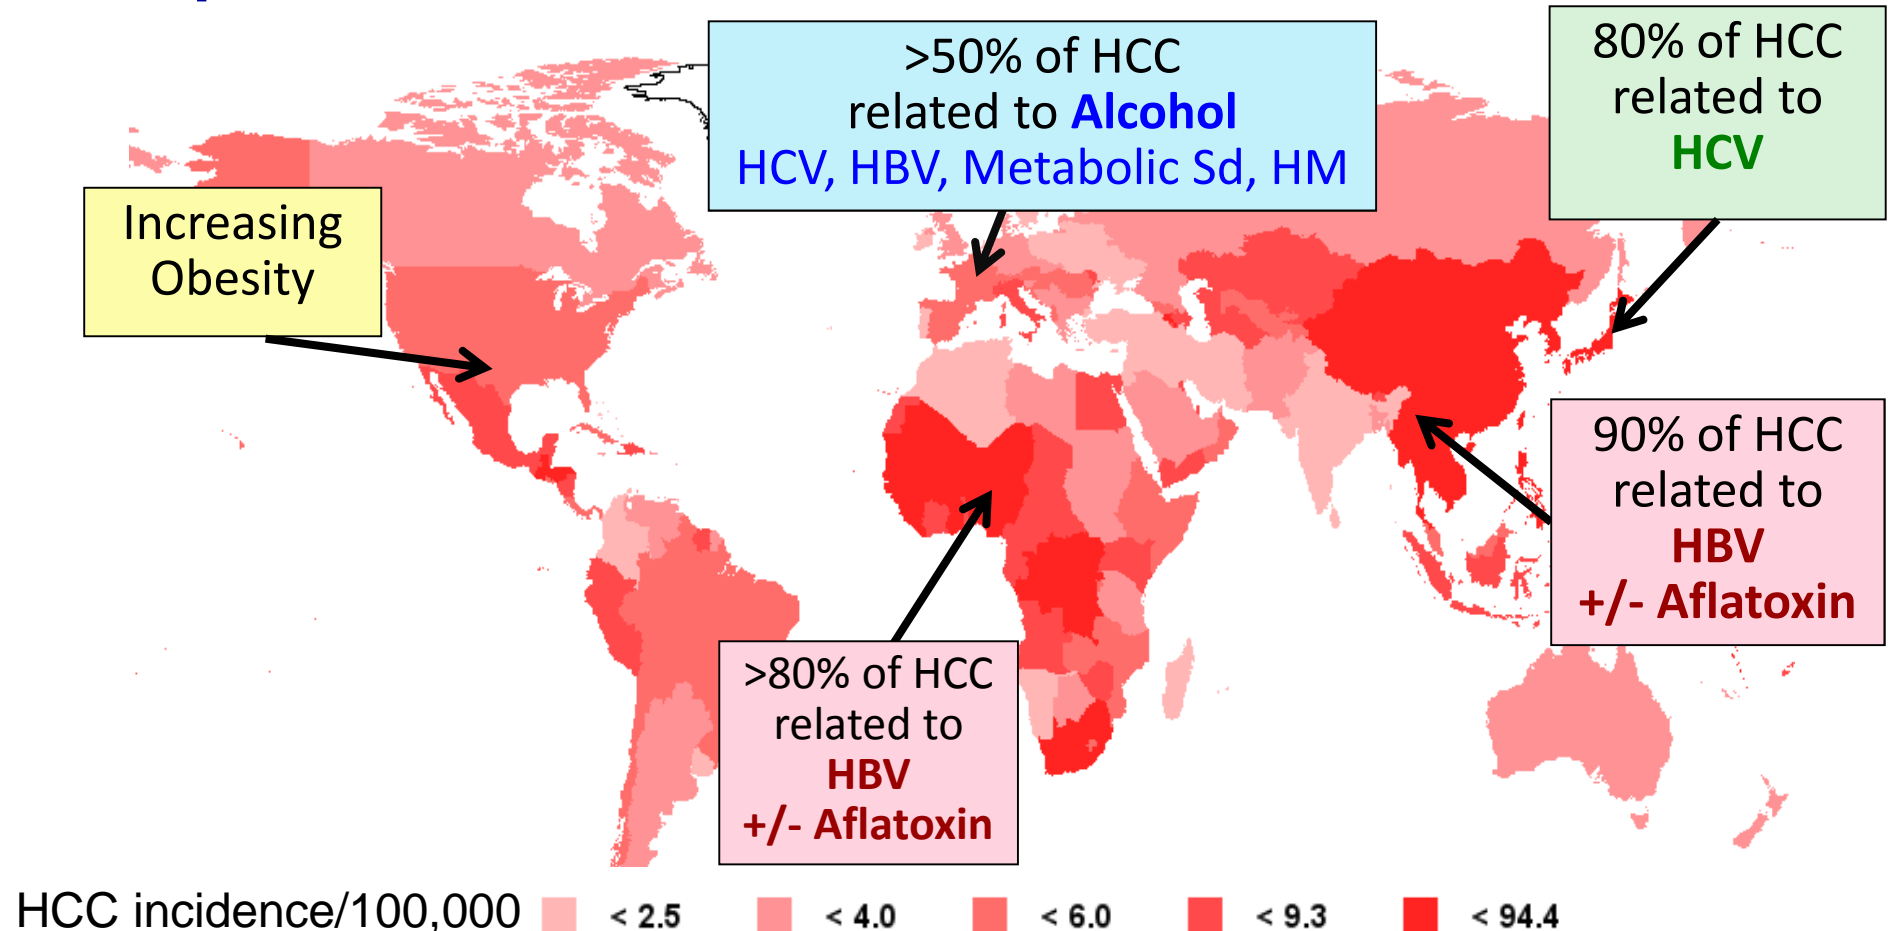 >50% of HCC
related to Alcohol
HCV, HBV, Metabolic Sd, HM
80% of HCC
related to
HCV
Increasing
Obesity
90% of HCC
related to
HBV
+/- Aflatoxin
>80% of HCC
related to
HBV
+/- Aflatoxin
HCC incidence/100,000 < 2.5 < 4.0 < 6.0 < 9.3 < 94.4